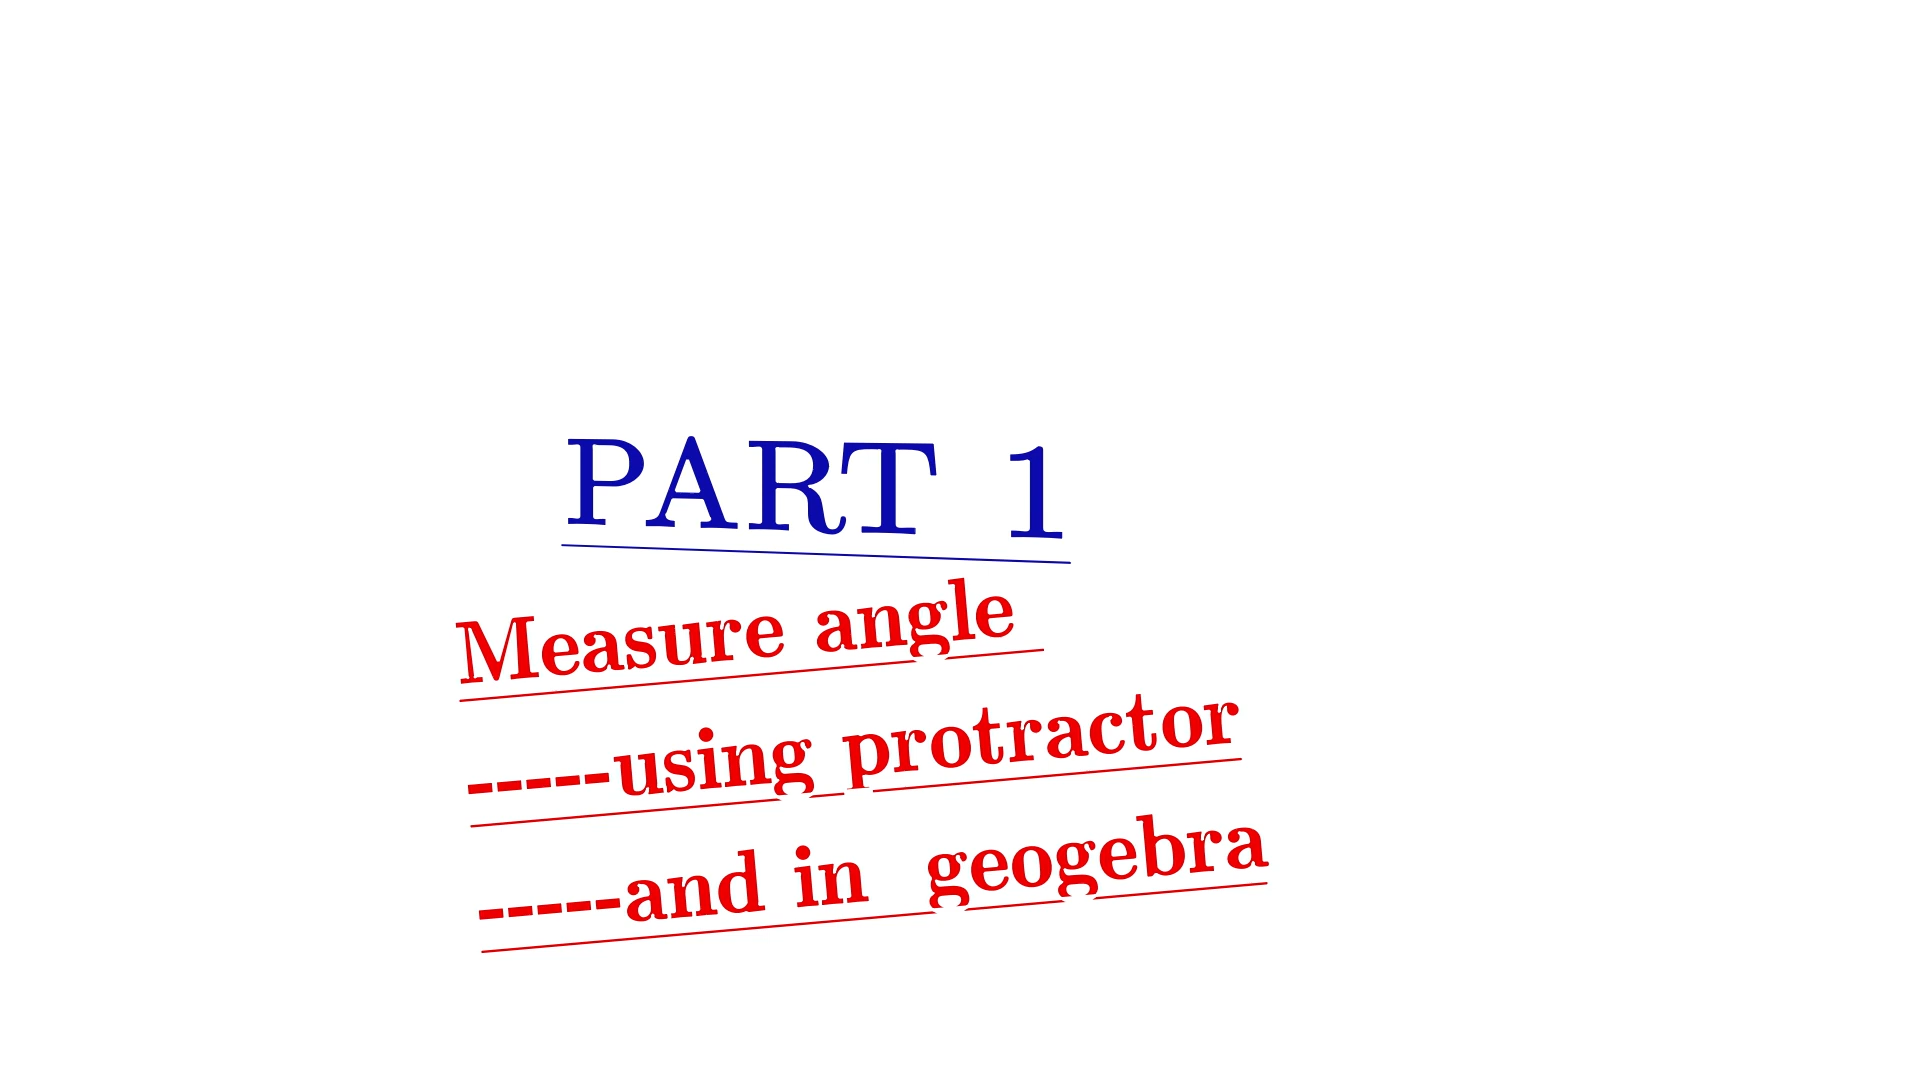 PART 1
Measure angle
-----using protractor
-----and in  geogebra